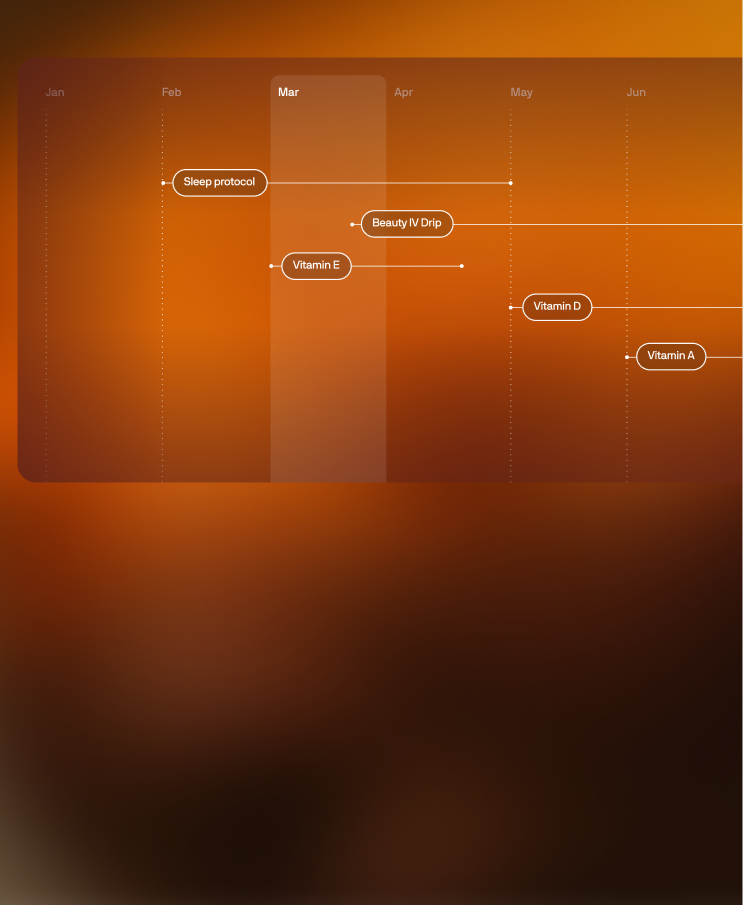 Jan
Feb
Mar
Apr
May
Jun
Sleep protocol
Beauty IV Drip
Vitamin E
Vitamin D
Vitamin A